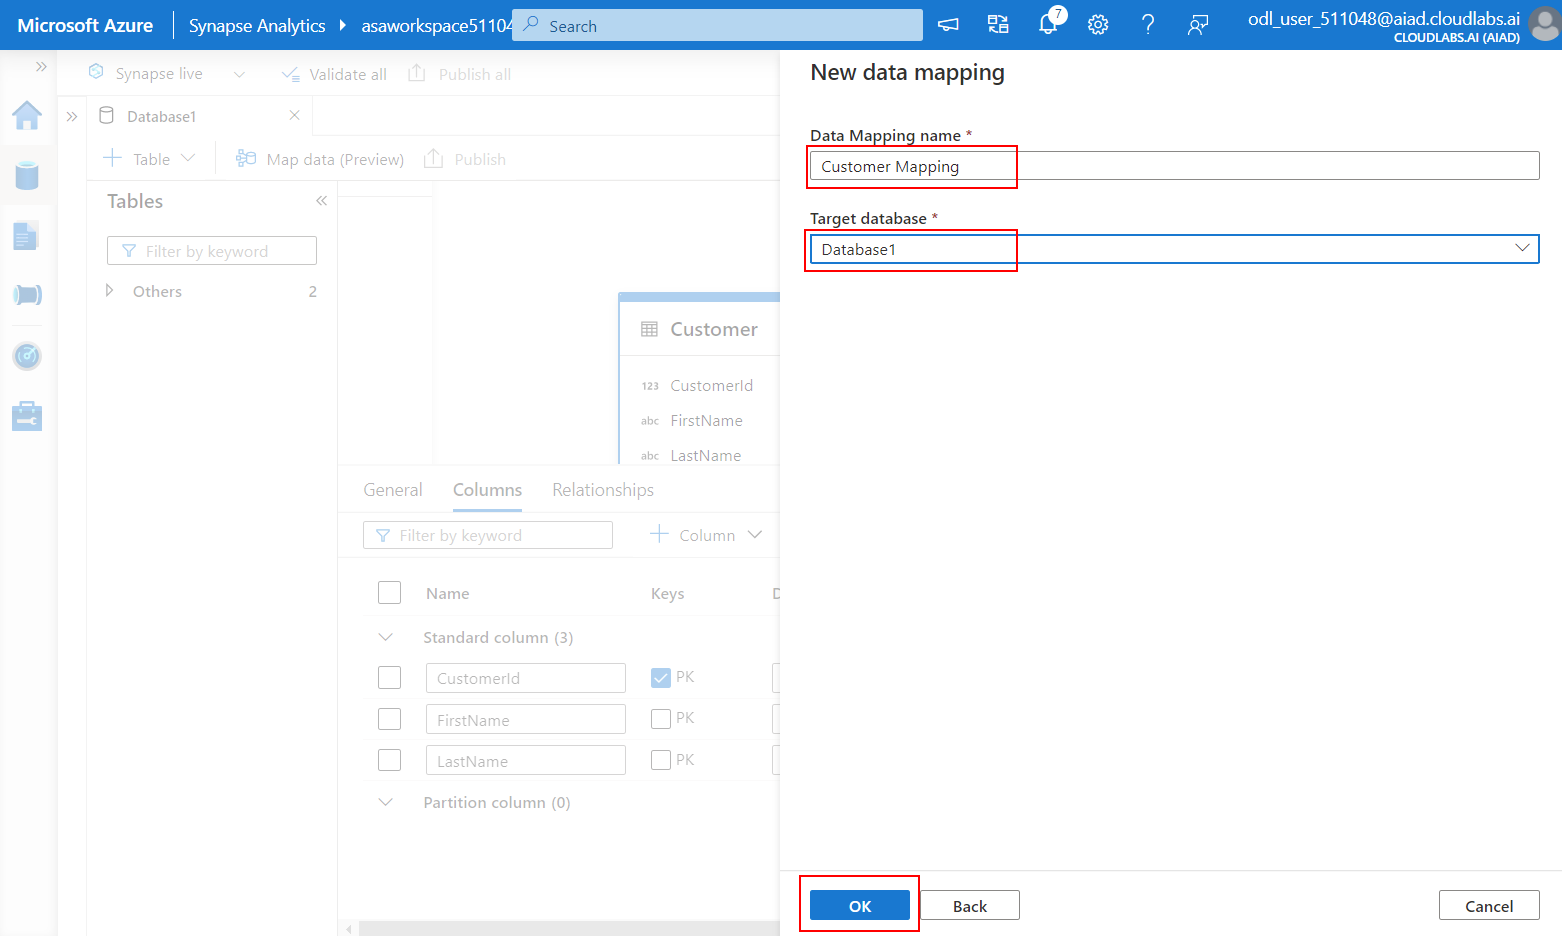 Microsoft Azure
Synapse Analytics
asaworkspace51104
Search
7
odl_user_511048@aiad.cloudlabs.ai
CLOUDLABS.AI (AIAD)
Synapse live
Validate all
Publish all
Database1
Table
Map data (Preview)
Publish
Tables
Filter by keyword
Others 2
Customer
123 CustomerId
abc FirstName
abc LastName
General
Columns
Relationships
Filter by keyword
Column
Name Keys
Standard column (3)
CustomerId PK
FirstName PK
LastName PK
Partition column (0)
New data mapping
Data Mapping name *
Customer Mapping
Target database *
Database1
OK
Back
Cancel